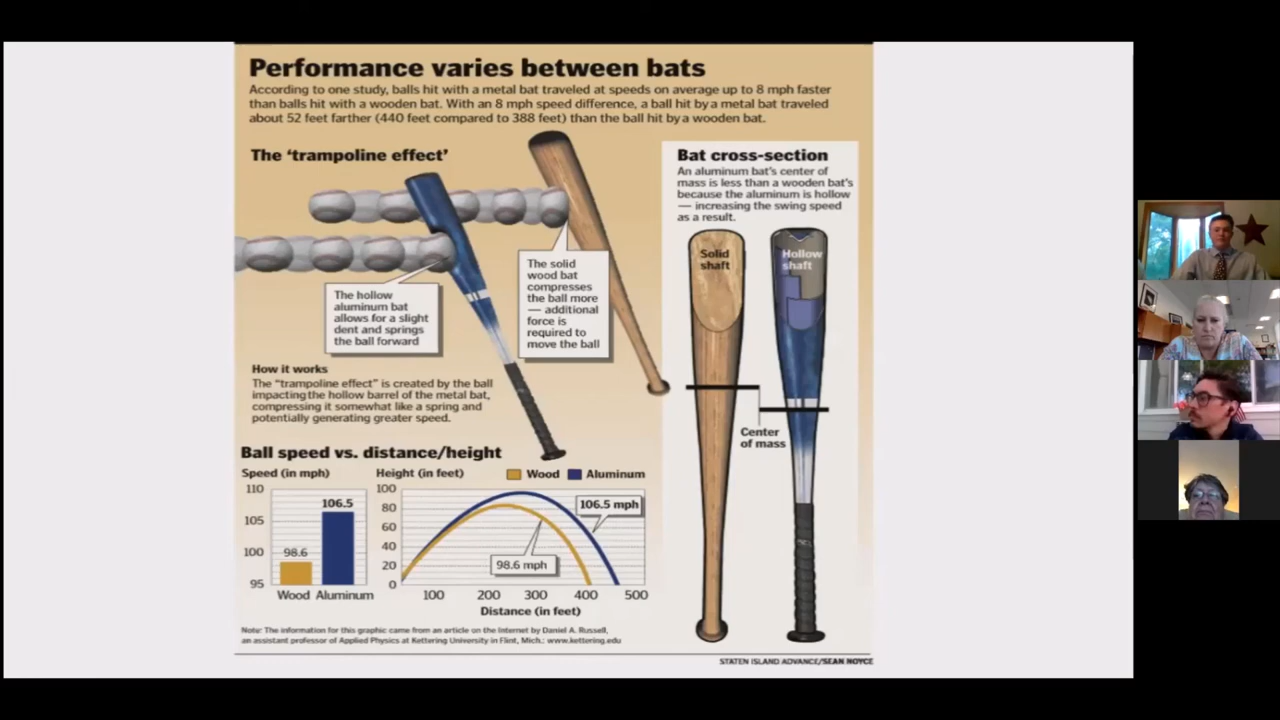 Performance varies between bats
According to one study, balls hit with a metal bat traveled at speeds on average up to 8 mph faster
than balls hit with a wooden bat. With an 8 mph speed difference, a ball hit by a metal bat traveled
about 52 feet farther (440 feet compared to 388 feet) than the ball hit by a wooden bat.
The 'trampoline effect'
The hollow
aluminum bat
allows for a slight
dent and springs
the ball forward
The solid
wood bat
compresses
the ball more
— additional
force is
required to
move the ball
How it works
The "trampoline effect" is created by the ball
impacting the hollow barrel of the metal bat,
compressing it somewhat like a spring and
potentially generating greater speed.
Bat cross-section
An aluminum bat's center of
mass is less than a wooden bat's
because the aluminum is hollow
— increasing the swing speed
as a result.
Solid
shaft
Hollow
shaft
Center
of mass
Ball speed vs. distance/height
Speed (in mph)
110
105
100
95
98.6
106.5
Wood Aluminum
Height (in feet)
Wood Aluminum
100
80
60
40
20
0
106.5 mph
98.6 mph
100 200 300 400 500
Distance (in feet)
Note: The information for this graphic came from an article on the Internet by Daniel A. Russell,
an assistant professor of Applied Physics at Kettering University in Flint, Mich.: www.kettering.edu
STATEN ISLAND ADVANCE/SEAN NOYCE